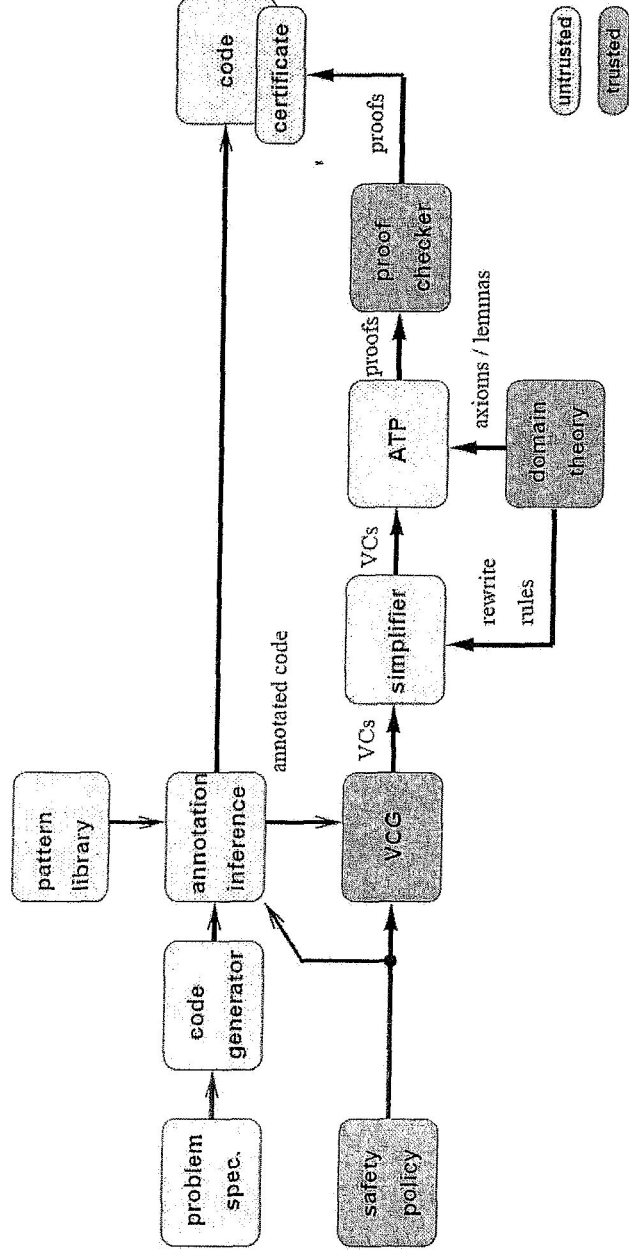 pattern
library
problem
spec.
code
generator
annotation
inference
code
certificate
annotated code
proofs
safety
policy
VCG
VCs
simplifier
VCs
ATP
proofs
proof
checker
rewrite
rules
axioms / lemmas
domain
theory
untrusted
trusted